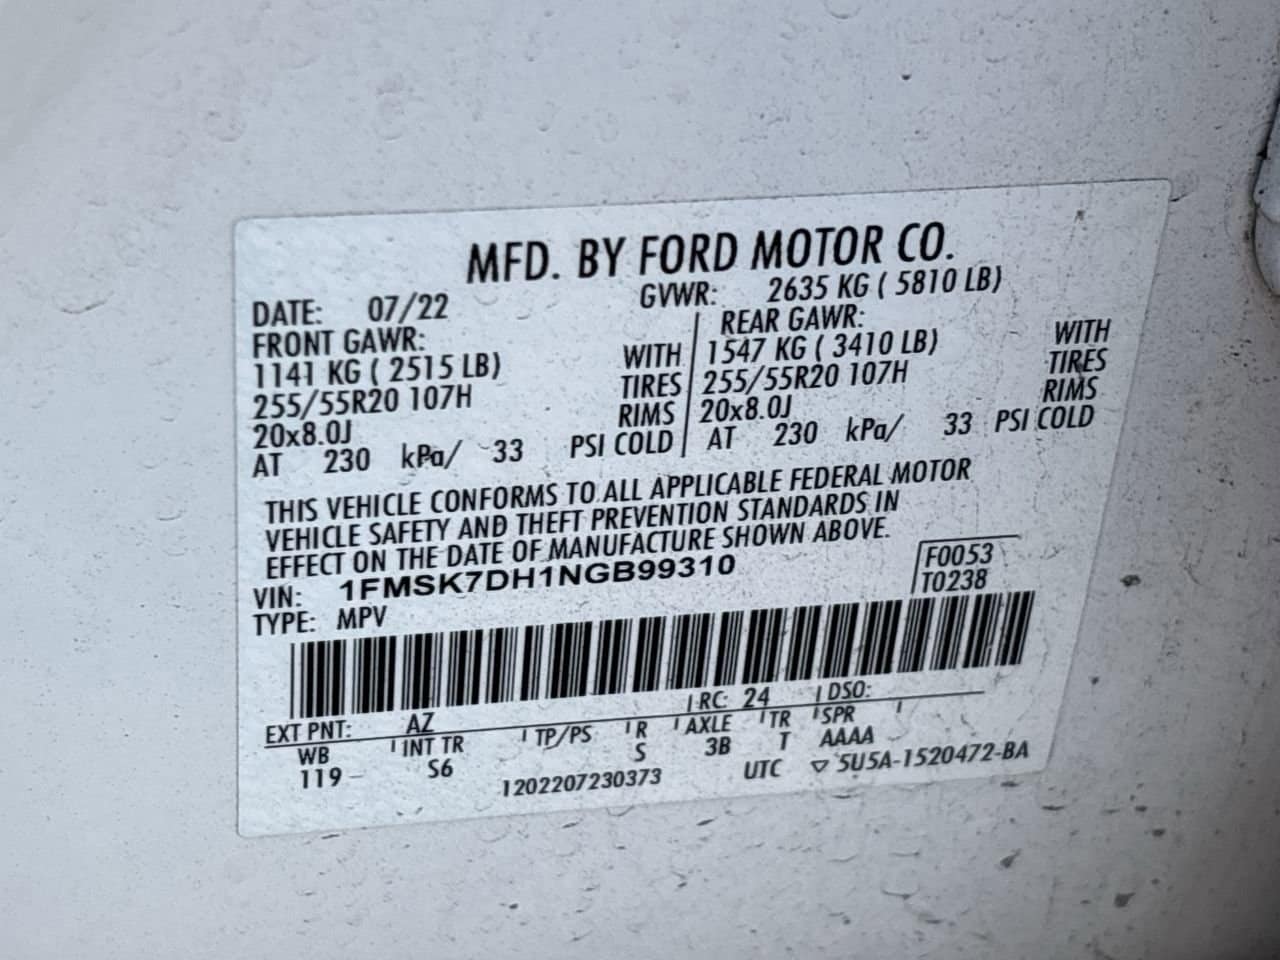 MFD. BY FORD MOTOR CO.
DATE: 07/22 GVWR: 2635 KG ( 5810 LB)
FRONT GAWR: REAR GAWR:
1141 KG ( 2515 LB) WITH 1547 KG ( 3410 LB) WITH
255/55R20 107H TIRES 255/55R20 107H TIRES
20x8.0J RIMS 20x8.0J RIMS
AT 230 kPa/ 33 PSI COLD AT 230 kPa/ 33 PSI COLD
THIS VEHICLE CONFORMS TO ALL APPLICABLE FEDERAL MOTOR
VEHICLE SAFETY AND THEFT PREVENTION STANDARDS IN
EFFECT ON THE DATE OF MANUFACTURE SHOWN ABOVE.
VIN: 1FMSK7DH1NGB99310 F0053
TYPE: MPV T0238
EXT PNT: AZ RC: 24 DSO:
WB INT TR TP/PS R AXLE TR SPR
119 S6 S 3B T AAAA
1202207230373 UTC ▽ 5U5A-1520472-BA